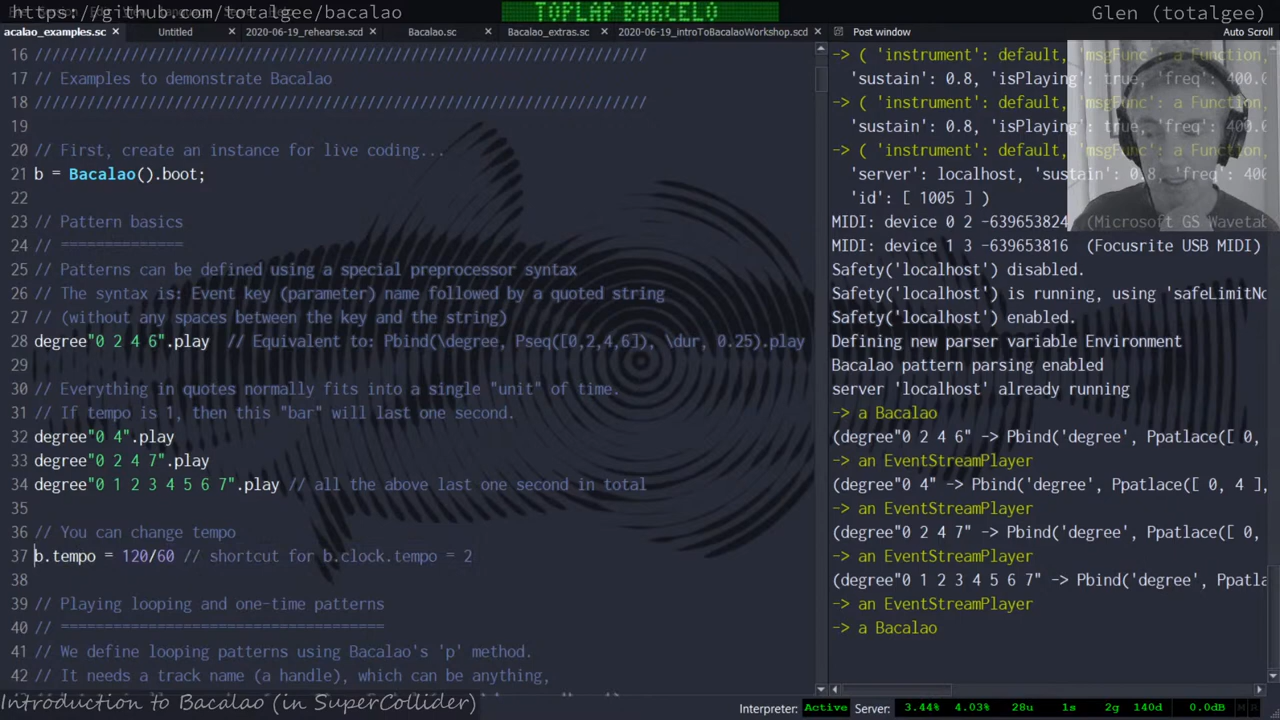 https://github.com/totalgee/bacalao
TOPLAP BARCELO
Glen (totalgee)
acalao_examples.sc
Untitled
2020-06-19_rehearse.scd
Bacalao.sc
Bacalao_extras.sc
2020-06-19_introToBacalaoWorkshop.scd
Post window
Auto Scroll
16 //////////////////////////////////////////////////////////////////////
17 // Examples to demonstrate Bacalao
18 //////////////////////////////////////////////////////////////////////
19
20 // First, create an instance for live coding...
21 b = Bacalao().boot;
22
23 // Pattern basics
24 // ==============
25 // Patterns can be defined using a special preprocessor syntax
26 // The syntax is: Event key (parameter) name followed by a quoted string
27 // (without any spaces between the key and the string)
28 degree"0 2 4 6".play // Equivalent to: Pbind(\degree, Pseq([0,2,4,6]), \dur, 0.25).play
29
30 // Everything in quotes normally fits into a single "unit" of time.
31 // If tempo is 1, then this "bar" will last one second.
32 degree"0 4".play
33 degree"0 2 4 7".play
34 degree"0 1 2 3 4 5 6 7".play // all the above last one second in total
35
36 // You can change tempo
37 b.tempo = 120/60 // shortcut for b.clock.tempo = 2
38
39 // Playing looping and one-time patterns
40 // =====================================
41 // We define looping patterns using Bacalao's 'p' method.
42 // It needs a track name (a handle), which can be anything,
43
-> ( 'instrument': default, 'msgFunc': a Function,
'sustain': 0.8, 'isPlaying': true, 'freq': 400.0
-> ( 'instrument': default, 'msgFunc': a Function,
'sustain': 0.8, 'isPlaying': true, 'freq': 400.0
-> ( 'instrument': default, 'msgFunc': a Function,
'server': localhost, 'sustain': 0.8, 'freq': 400
'id': [ 1005 ] )
MIDI: device 0 2 -639653824 (Microsoft GS Wavetab
MIDI: device 1 3 -639653816 (Focusrite USB MIDI)
Safety('localhost') disabled.
Safety('localhost') is running, using 'safeLimitNo
Safety('localhost') enabled.
Defining new parser variable Environment
Bacalao pattern parsing enabled
server 'localhost' already running
-> a Bacalao
(degree"0 2 4 6" -> Pbind('degree', Ppatlace([ 0,
-> an EventStreamPlayer
(degree"0 4" -> Pbind('degree', Ppatlace([ 0, 4 ],
-> an EventStreamPlayer
(degree"0 2 4 7" -> Pbind('degree', Ppatlace([ 0,
-> an EventStreamPlayer
(degree"0 1 2 3 4 5 6 7" -> Pbind('degree', Ppatla
-> an EventStreamPlayer
-> a Bacalao
Introduction to Bacalao (in SuperCollider)
Interpreter: Active Server: 3.44% 4.03% 28u 1s 2g 140d 0.0dB M R